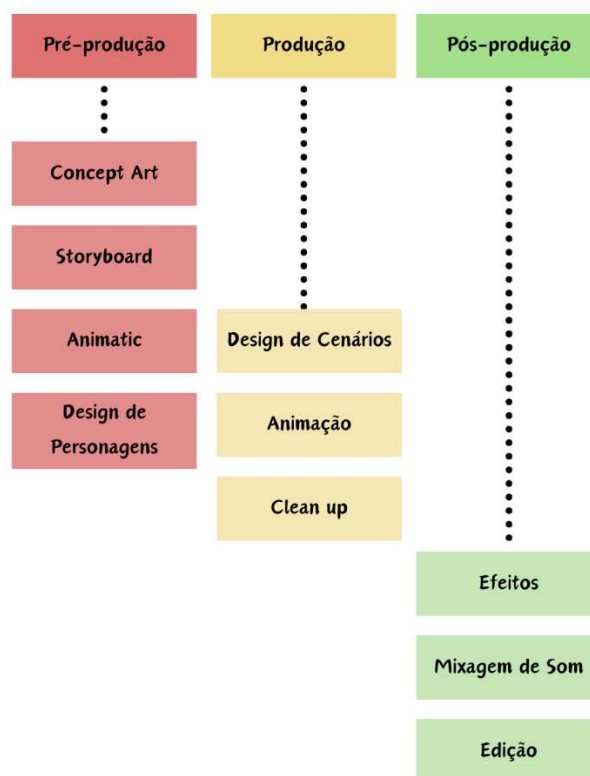 Pré-produção
Produção
Pós-produção
Concept Art
Storyboard
Animatic
Design de
Personagens
Design de Cenários
Animação
Clean up
Efeitos
Mixagem de Som
Edição